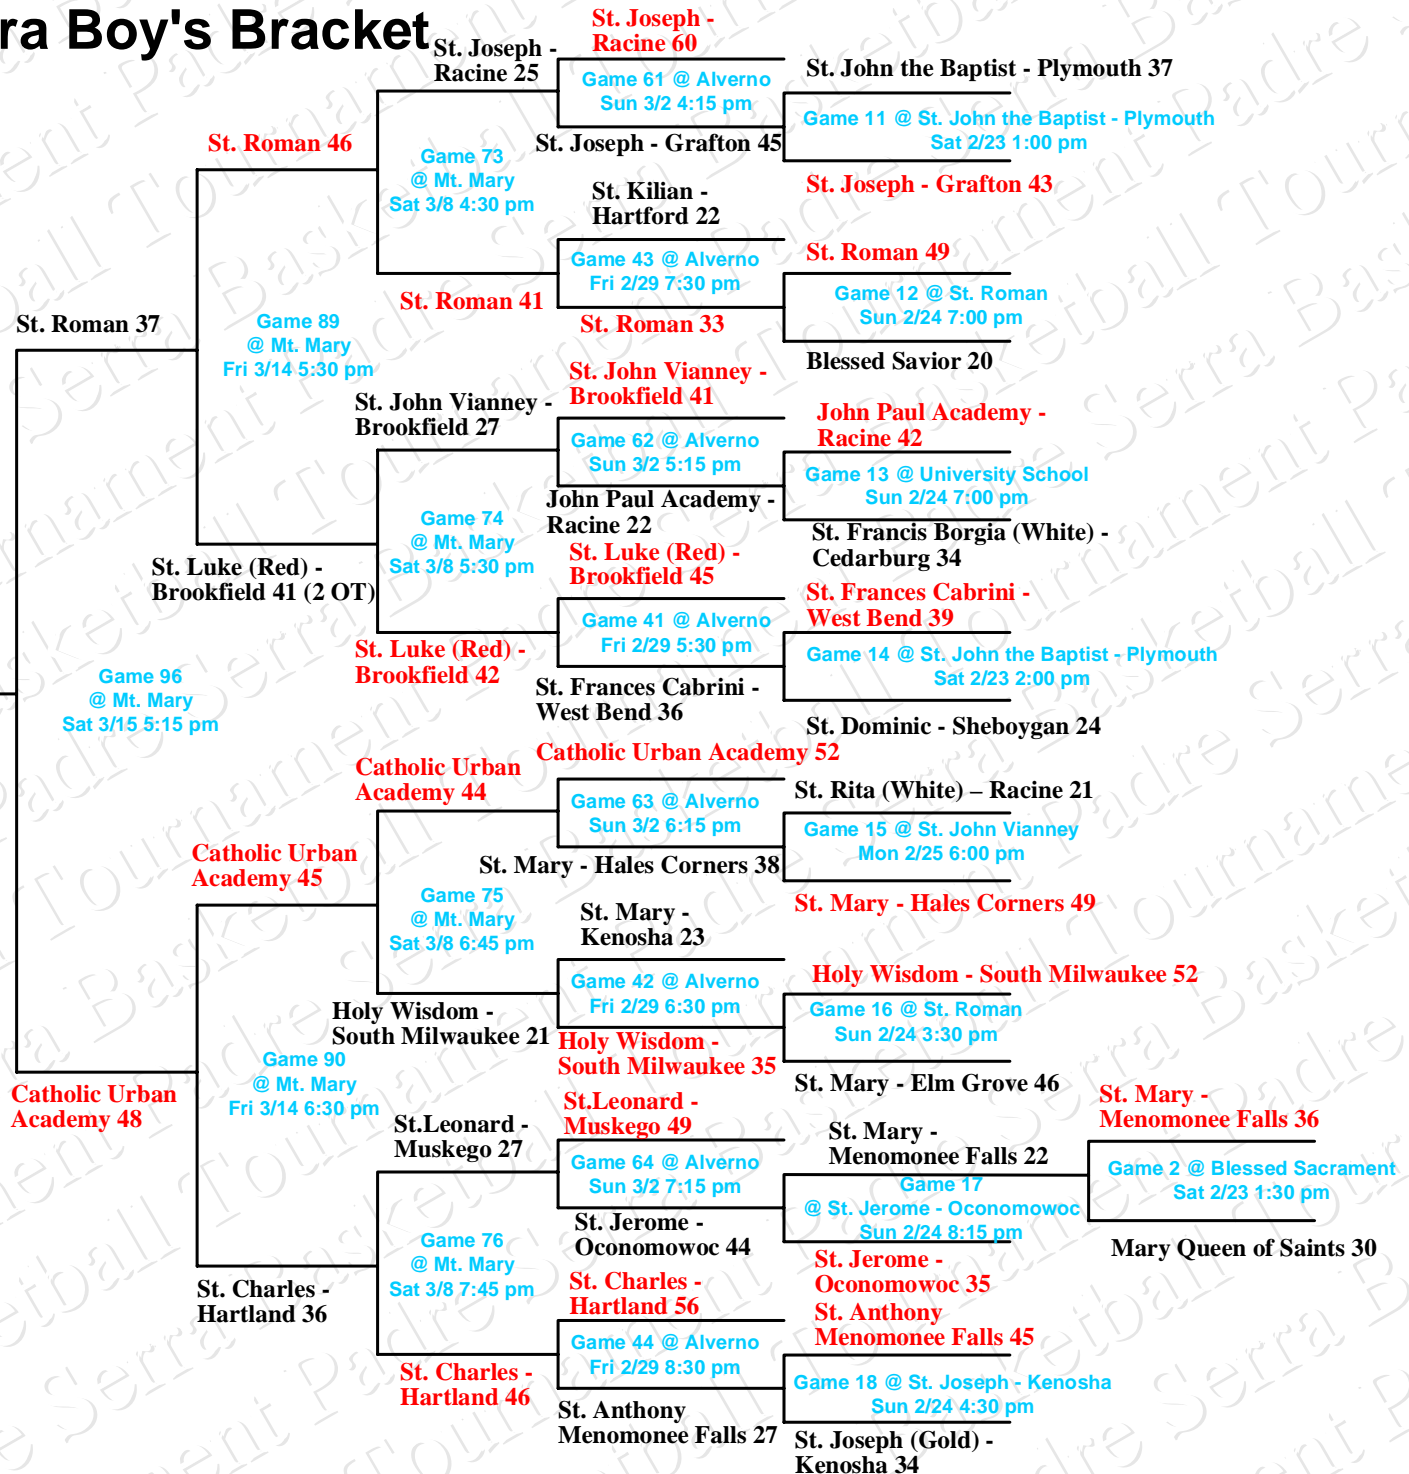 ra Boy's Bracket
St. Joseph -
Racine 60
St. Joseph -
Racine 25
Game 61 @ Alverno
Sun 3/2 4:15 pm
St. John the Baptist - Plymouth 37
Game 11 @ St. John the Baptist - Plymouth
Sat 2/23 1:00 pm
St. Joseph - Grafton 45
St. Joseph - Grafton 43
St. Roman 46
Game 73
@ Mt. Mary
Sat 3/8 4:30 pm
St. Kilian -
Hartford 22
Game 43 @ Alverno
Fri 2/29 7:30 pm
St. Roman 49
Game 12 @ St. Roman
Sun 2/24 7:00 pm
St. Roman 41
St. Roman 33
Blessed Savior 20
St. Roman 37
Game 89
@ Mt. Mary
Fri 3/14 5:30 pm
St. John Vianney -
Brookfield 41
St. John Vianney -
Brookfield 27
Game 62 @ Alverno
Sun 3/2 5:15 pm
John Paul Academy -
Racine 42
Game 13 @ University School
Sun 2/24 7:00 pm
John Paul Academy -
Racine 22
St. Francis Borgia (White) -
Cedarburg 34
Game 74
@ Mt. Mary
Sat 3/8 5:30 pm
St. Luke (Red) -
Brookfield 41 (2 OT)
St. Luke (Red) -
Brookfield 45
Game 41 @ Alverno
Fri 2/29 5:30 pm
St. Frances Cabrini -
West Bend 39
Game 14 @ St. John the Baptist - Plymouth
Sat 2/23 2:00 pm
St. Luke (Red) -
Brookfield 42
St. Frances Cabrini -
West Bend 36
St. Dominic - Sheboygan 24
Game 96
@ Mt. Mary
Sat 3/15 5:15 pm
Catholic Urban Academy 52
Catholic Urban
Academy 44
Game 63 @ Alverno
Sun 3/2 6:15 pm
St. Rita (White) – Racine 21
Game 15 @ St. John Vianney
Mon 2/25 6:00 pm
St. Mary - Hales Corners 38
St. Mary - Hales Corners 49
Catholic Urban
Academy 45
Game 75
@ Mt. Mary
Sat 3/8 6:45 pm
St. Mary -
Kenosha 23
Game 42 @ Alverno
Fri 2/29 6:30 pm
Holy Wisdom - South Milwaukee 52
Game 16 @ St. Roman
Sun 2/24 3:30 pm
Holy Wisdom -
South Milwaukee 21
Holy Wisdom -
South Milwaukee 35
St. Mary - Elm Grove 46
Catholic Urban
Academy 48
Game 90
@ Mt. Mary
Fri 3/14 6:30 pm
St.Leonard -
Muskego 49
St.Leonard -
Muskego 27
Game 64 @ Alverno
Sun 3/2 7:15 pm
St. Mary -
Menomonee Falls 22
Game 17
@ St. Jerome - Oconomowoc
Sun 2/24 8:15 pm
St. Mary -
Menomonee Falls 36
Game 2 @ Blessed Sacrament
Sat 2/23 1:30 pm
Mary Queen of Saints 30
St. Jerome -
Oconomowoc 44
St. Jerome -
Oconomowoc 35
Game 76
@ Mt. Mary
Sat 3/8 7:45 pm
St. Charles -
Hartland 36
St. Charles -
Hartland 56
Game 44 @ Alverno
Fri 2/29 8:30 pm
St. Anthony
Menomonee Falls 45
Game 18 @ St. Joseph - Kenosha
Sun 2/24 4:30 pm
St. Charles -
Hartland 46
St. Anthony
Menomonee Falls 27
St. Joseph (Gold) -
Kenosha 34